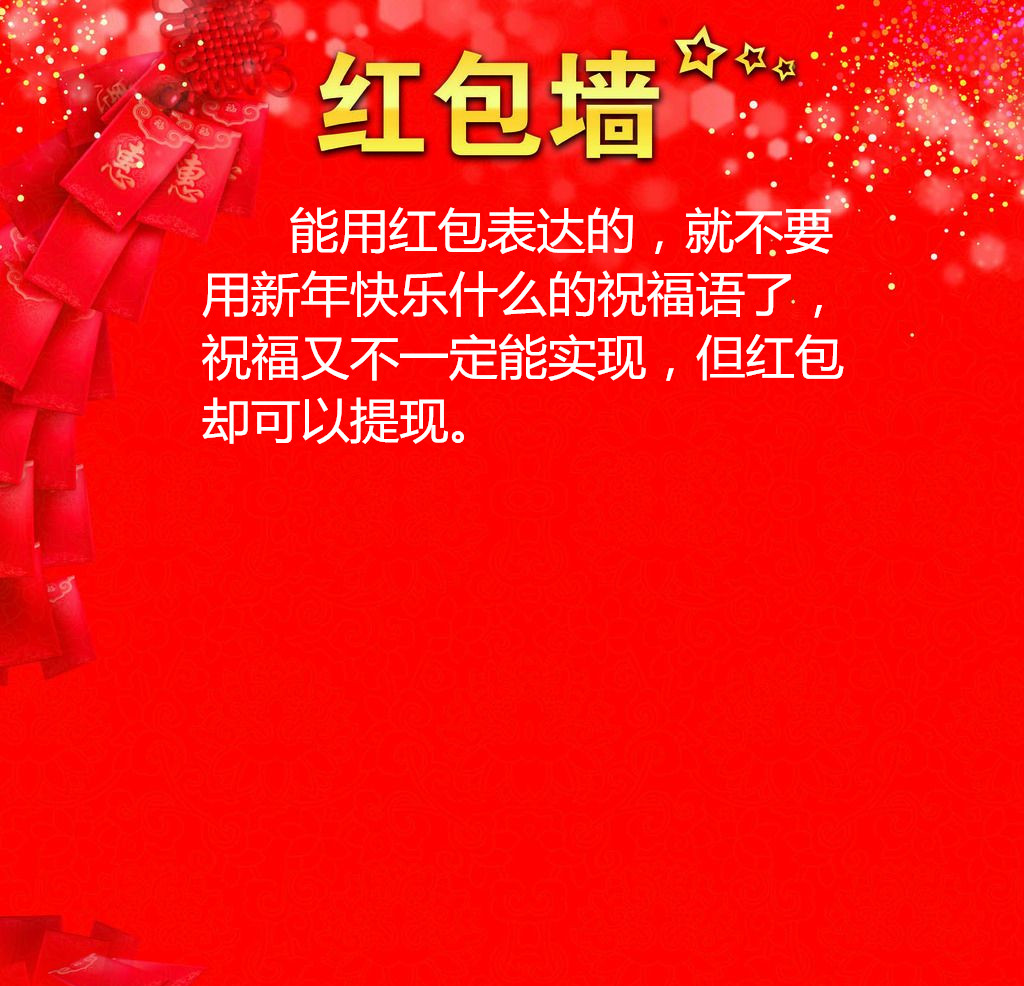 红包墙
能用红包表达的，就不要
用新年快乐什么的祝福语了，
祝福又不一定能实现，但红包
却可以提现。
惠
惠